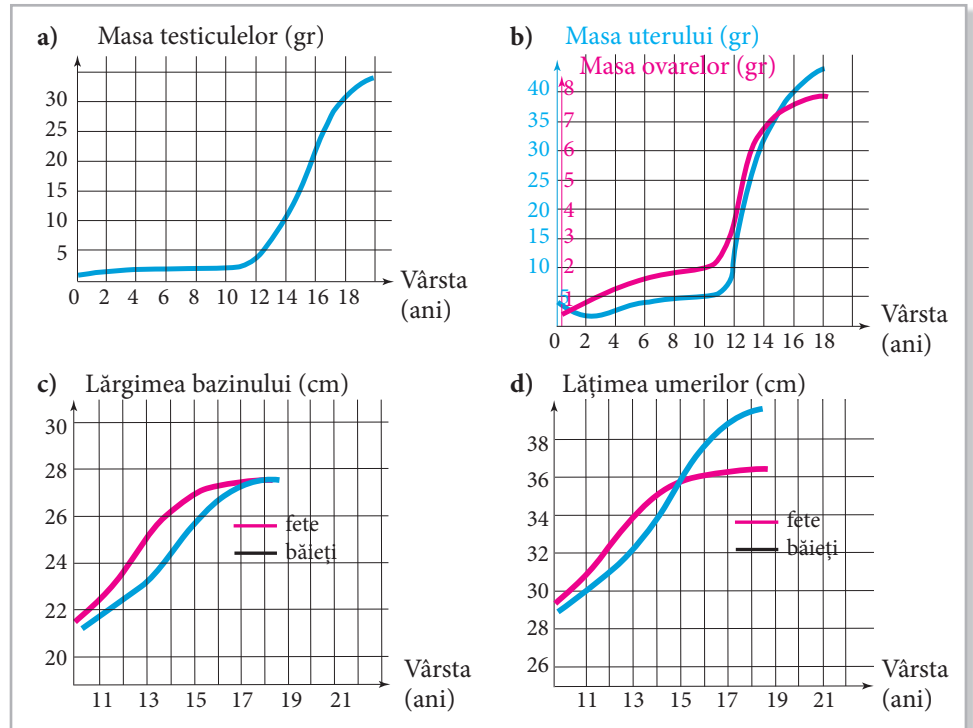 a) Masa testiculelor (gr)
30
25
20
15
10
5
0 2 4 6 8 10 12 14 16 18
Vârsta
(ani)
b) Masa uterului (gr)
Masa ovarelor (gr)
40 8
35 7
30 6
25 5
20 4
15 3
10 2
5 1
0 2 4 6 8 10 12 14 16 18
Vârsta
(ani)
c) Lărgimea bazinului (cm)
30
28
26
24
22
20
fete
băieți
11 13 15 17 19 21
Vârsta
(ani)
d) Lățimea umerilor (cm)
38
36
34
32
30
28
26
fete
băieți
11 13 15 17 19 21
Vârsta
(ani)